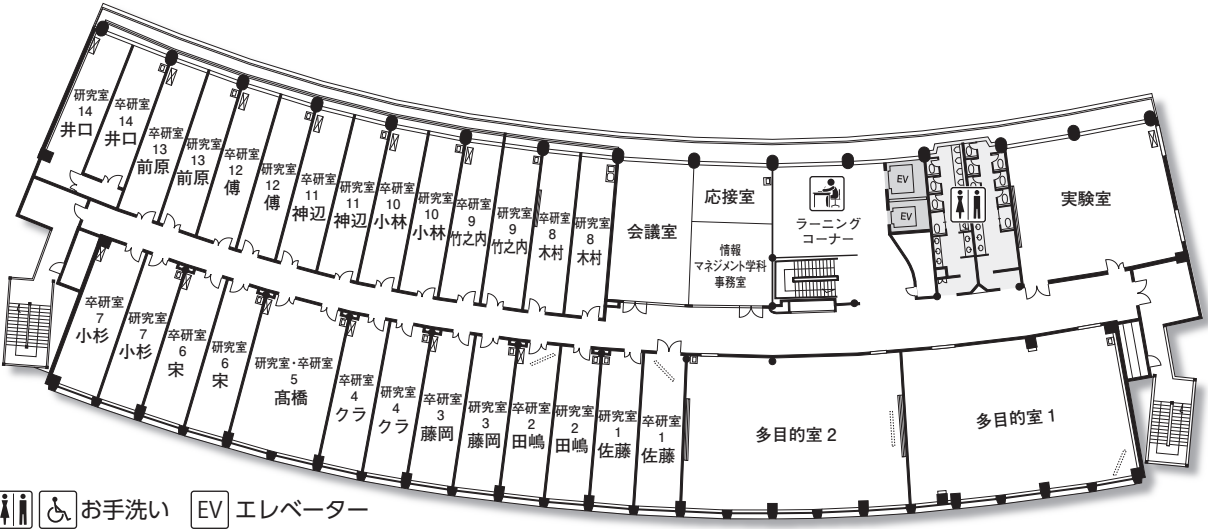 研究室
14
井口
卒研室
14
井口
卒研室
13
前原
研究室
13
前原
卒研室
12
傅
研究室
12
傅
卒研室
11
神辺
研究室
11
神辺
卒研室
10
小林
研究室
10
小林
卒研室
9
竹之内
研究室
9
竹之内
卒研室
8
木村
研究室
8
木村
会議室
応接室
情報
マネジメント学科
事務室
ラーニング
コーナー
EV
EV
実験室
卒研室
7
小杉
研究室
7
小杉
卒研室
6
宋
研究室
6
宋
研究室・卒研室
5
髙橋
卒研室
4
クラ
研究室
4
クラ
卒研室
3
藤岡
研究室
3
藤岡
卒研室
2
田嶋
研究室
2
田嶋
研究室
1
佐藤
卒研室
1
佐藤
多目的室 2
多目的室 1
お手洗い EV エレベーター